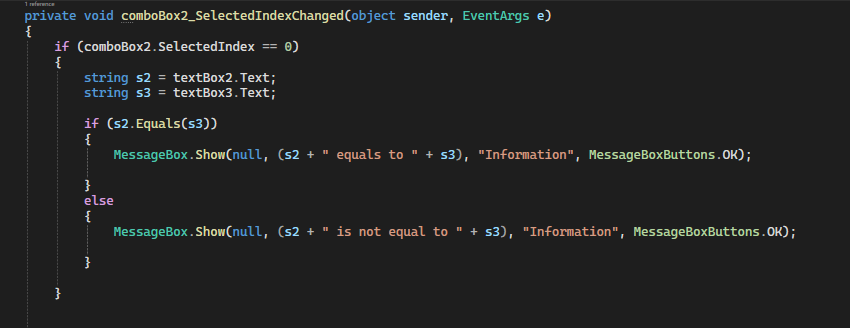 1 reference
private void comboBox2_SelectedIndexChanged(object sender, EventArgs e)
{
if (comboBox2.SelectedIndex == 0)
{
string s2 = textBox2.Text;
string s3 = textBox3.Text;
if (s2.Equals(s3))
{
MessageBox.Show(null, (s2 + " equals to " + s3), "Information", MessageBoxButtons.OK);
}
else
{
MessageBox.Show(null, (s2 + " is not equal to " + s3), "Information", MessageBoxButtons.OK);
}
}